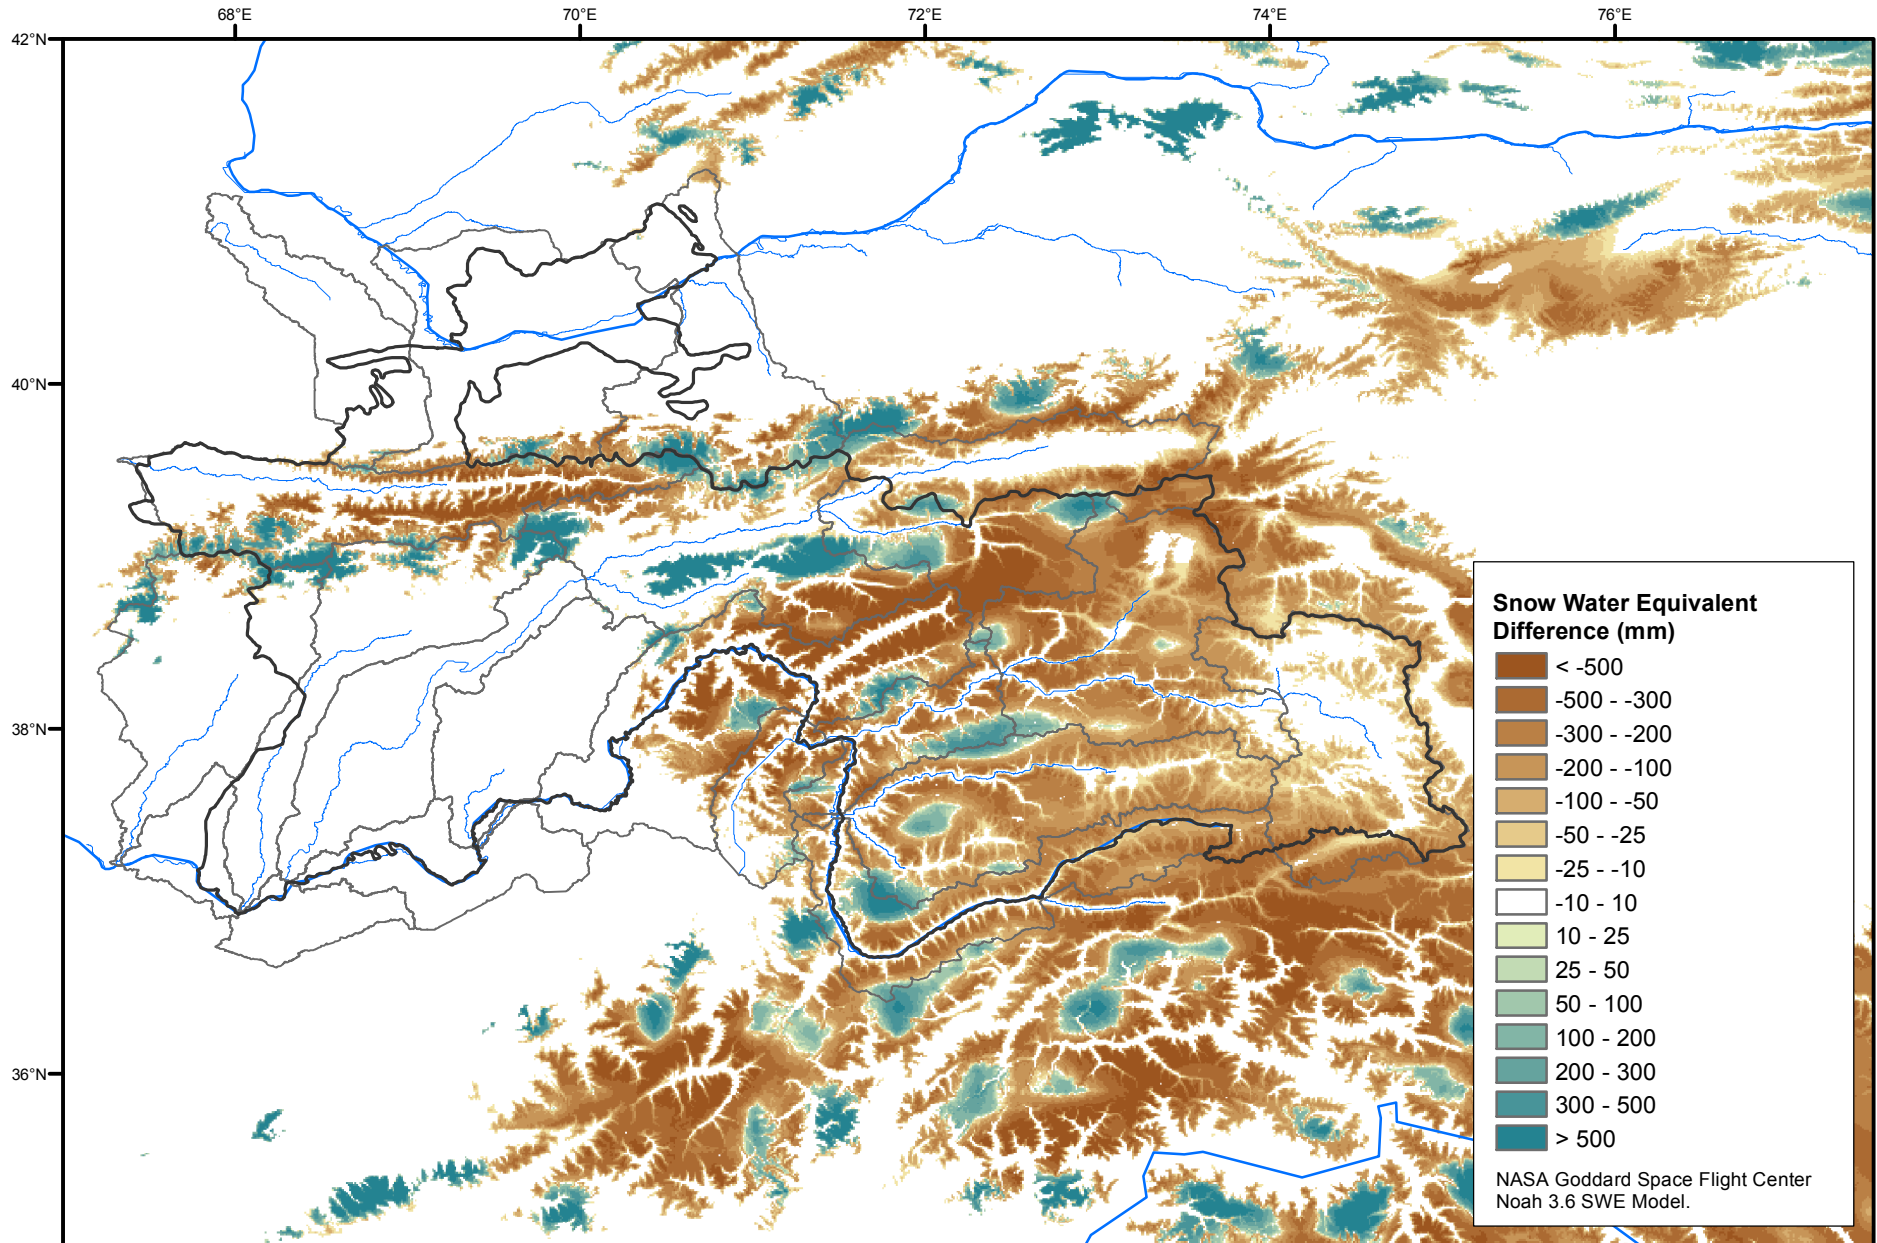 68°E
70°E
72°E
74°E
76°E
42°N
40°N
38°N
36°N
Snow Water Equivalent
Difference (mm)
< -500
-500 - -300
-300 - -200
-200 - -100
-100 - -50
-50 - -25
-25 - -10
-10 - 10
10 - 25
25 - 50
50 - 100
100 - 200
200 - 300
300 - 500
> 500
NASA Goddard Space Flight Center
Noah 3.6 SWE Model.